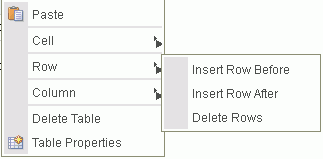 Paste
Cell
Row
Column
Delete Table
Table Properties
Insert Row Before
Insert Row After
Delete Rows